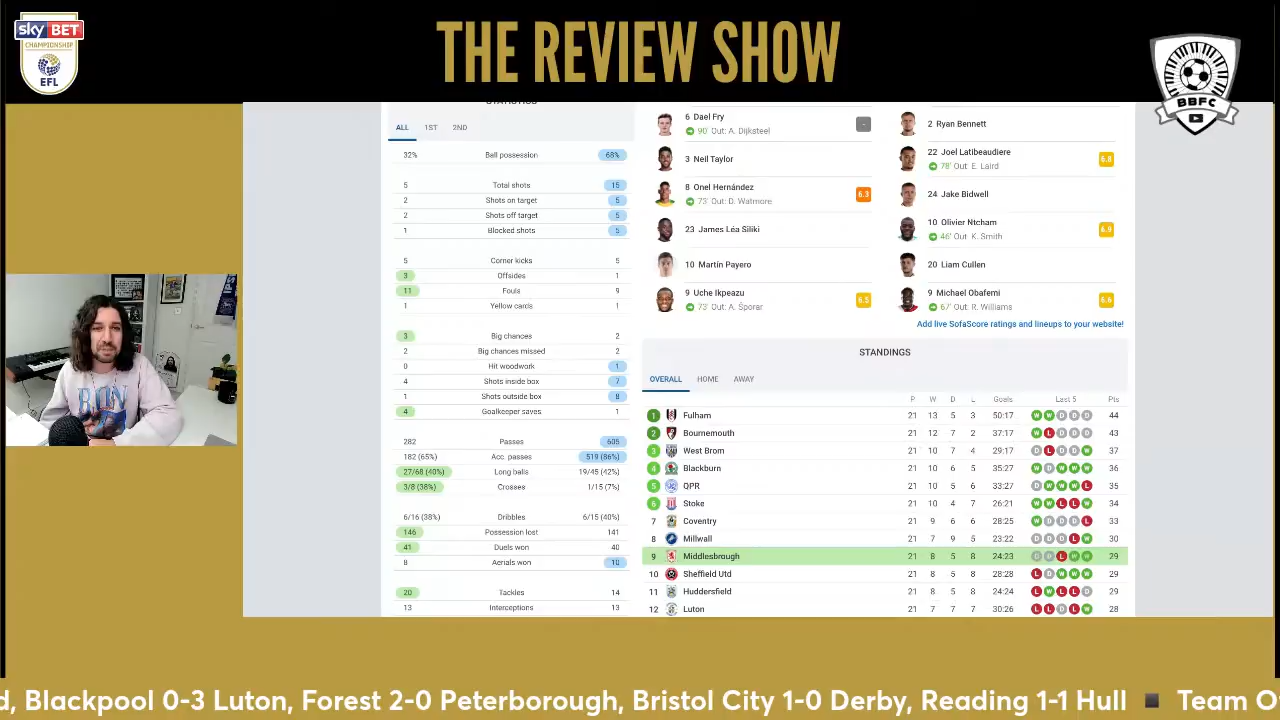 sky BET
CHAMPIONSHIP
EFL
THE REVIEW SHOW
BBFC
STATISTICS
ALL 1ST 2ND
32% Ball possession 68%
5 Total shots 15
2 Shots on target 5
2 Shots off target 5
1 Blocked shots 5
5 Corner kicks 5
3 Offsides 1
11 Fouls 9
1 Yellow cards 1
3 Big chances 2
2 Big chances missed 2
0 Hit woodwork 1
4 Shots inside box 7
1 Shots outside box 8
4 Goalkeeper saves 1
282 Passes 605
182 (65%) Acc. passes 519 (86%)
27/68 (40%) Long balls 19/45 (42%)
3/8 (38%) Crosses 1/15 (7%)
6/16 (38%) Dribbles 6/15 (40%)
146 Possession lost 141
41 Duels won 40
8 Aerials won 10
20 Tackles 14
13 Interceptions 13
6 Dael Fry
90' Out: A. Dijksteel -
3 Neil Taylor
8 Onel Hernández
73' Out: D. Watmore 6.3
23 James Léa Siliki
10 Martín Payero
9 Uche Ikpeazu
73' Out: A. Šporar 6.5
2 Ryan Bennett
22 Joel Latibeaudiere
78' Out: E. Laird 6.8
24 Jake Bidwell
10 Olivier Ntcham
46' Out: K. Smith 6.9
20 Liam Cullen
9 Michael Obafemi
67' Out: R. Williams 6.6
Add live SofaScore ratings and lineups to your website!
STANDINGS
OVERALL HOME AWAY
P W D L Goals Last 5 Pts
1 Fulham 21 13 5 3 50:17 W W D D D 44
2 Bournemouth 21 12 7 2 37:17 W L D D D 43
3 West Brom 21 10 7 4 29:17 D L D D W 37
4 Blackburn 21 10 6 5 35:27 W D W W W 36
5 QPR 21 10 5 6 33:27 D W W W L 35
6 Stoke 21 10 4 7 26:21 W W L L W 34
7 Coventry 21 9 6 6 28:25 W D D D L 33
8 Millwall 21 7 9 5 23:22 D D D L W 30
9 Middlesbrough 21 8 5 8 24:23 D D L W W 29
10 Sheffield Utd 21 8 5 8 28:28 L D W W W 29
11 Huddersfield 21 8 5 8 24:24 L W L L D 29
12 Luton 21 7 7 7 30:26 L L D L W 28
d, Blackpool 0-3 Luton, Forest 2-0 Peterborough, Bristol City 1-0 Derby, Reading 1-1 Hull ▪ Team O